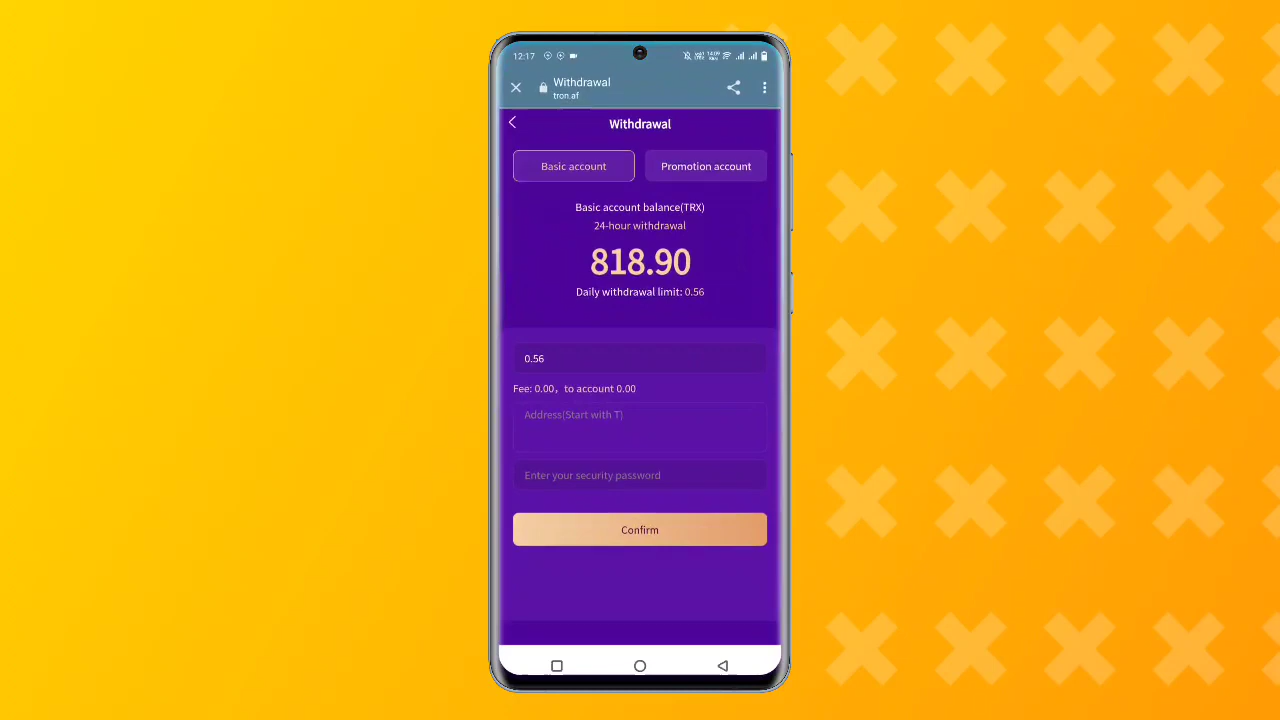 12:17
Withdrawal
tron.af
Withdrawal
Basic account
Promotion account
Basic account balance(TRX)
24-hour withdrawal
818.90
Daily withdrawal limit: 0.56
0.56
Fee: 0.00，to account 0.00
Address(Start with T)
Enter your security password
Confirm